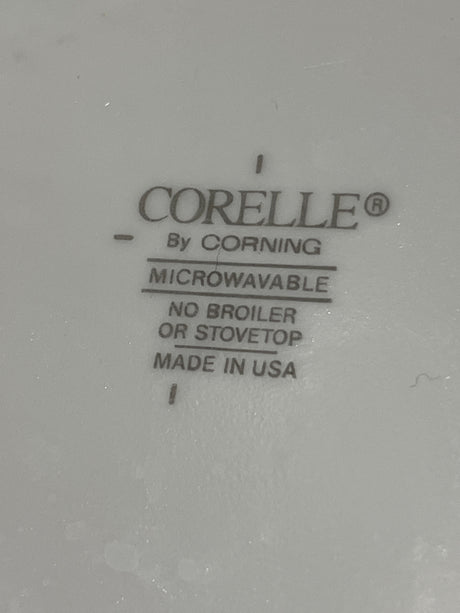 CORELLE®
By CORNING
MICROWAVABLE
NO BROILER
OR STOVETOP
MADE IN USA